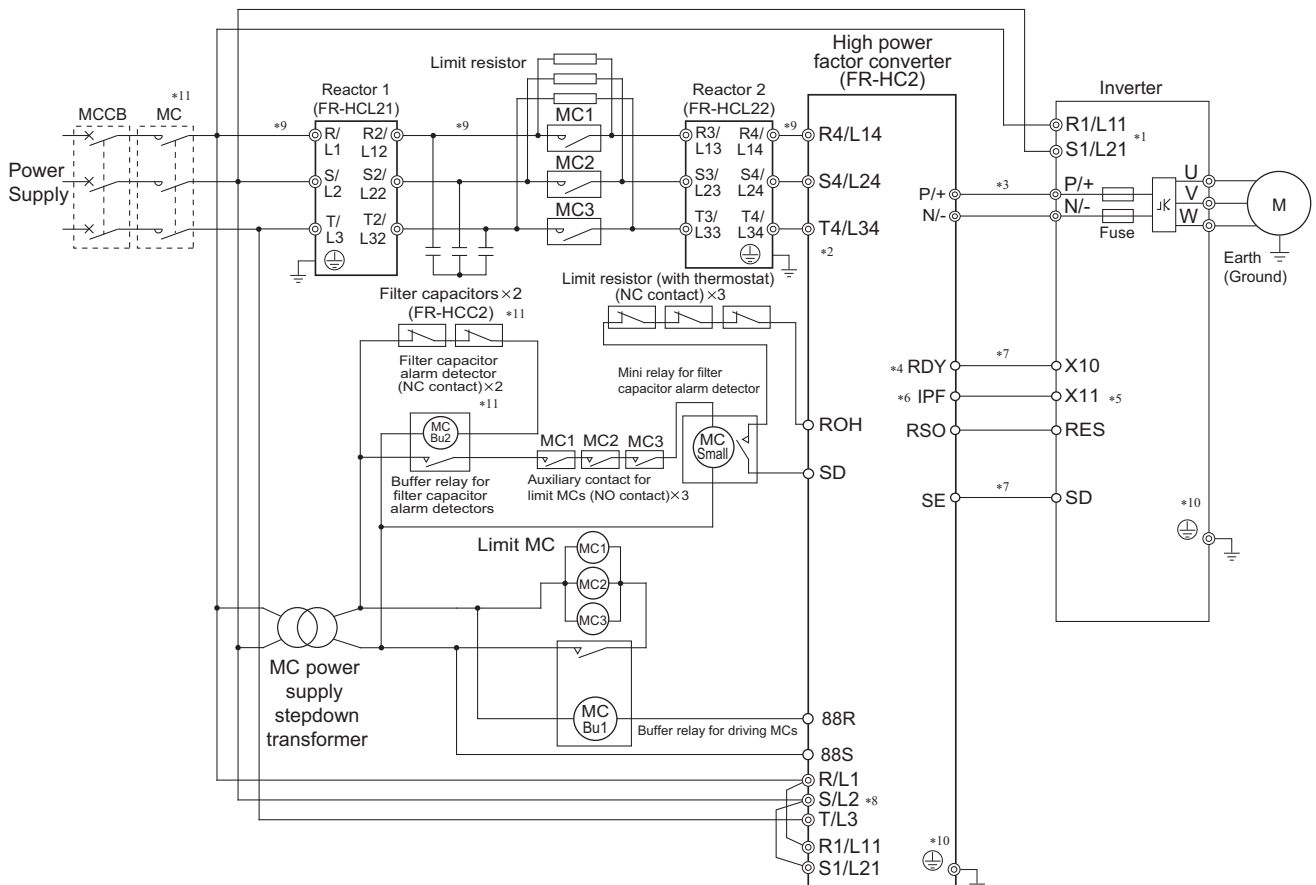 High power
factor converter
(FR-HC2)
Inverter
Limit resistor
Reactor 1
(FR-HCL21)
Reactor 2
(FR-HCL22)
MCCB
MC
*11
*9
*9
*9
Power
Supply
R/
L1
S/
L2
T/
L3
R2/
L12
S2/
L22
T2/
L32
MC1
MC2
MC3
R3/
L13
S3/
L23
T3/
L33
R4/
L14
S4/
L24
T4/
L34
R4/L14
S4/L24
T4/L34
*2
R1/L11
S1/L21
*1
P/+
N/-
*3
P/+
N/-
Fuse
U
V
W
M
Earth
(Ground)
Filter capacitors×2
(FR-HCC2)
*11
Filter capacitor
alarm detector
(NC contact)×2
Limit resistor (with thermostat)
(NC contact)×3
Mini relay for filter
capacitor alarm detector
*11
MC
Bu2
Buffer relay for
filter capacitor
alarm detectors
MC1
MC2
MC3
Auxiliary contact for
limit MCs (NO contact)×3
MC
Small
ROH
SD
*4 RDY
*7
X10
*6 IPF
X11 *5
RSO
RES
SE
*7
SD
*10
Limit MC
MC1
MC2
MC3
MC power
supply
stepdown
transformer
MC
Bu1
Buffer relay for driving MCs
88R
88S
R/L1
S/L2 *8
T/L3
R1/L11
S1/L21
*10